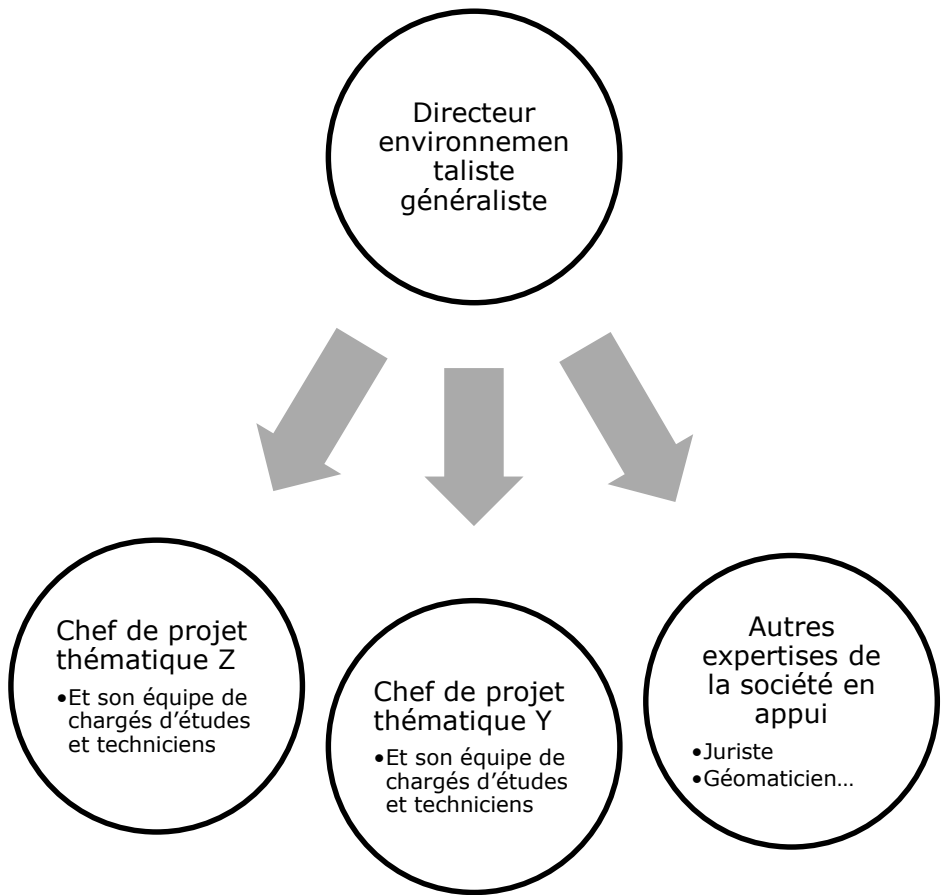 Directeur
environnemen
taliste
généraliste
Chef de projet
thématique Z
•Et son équipe de
chargés d'études
et techniciens
Chef de projet
thématique Y
•Et son équipe de
chargés d'études
et techniciens
Autres
expertises de
la société en
appui
•Juriste
•Géomaticien…